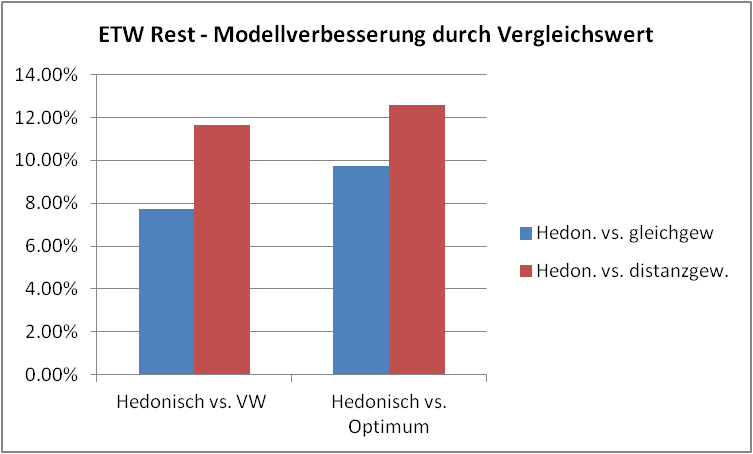 ETW Rest - Modellverbesserung durch Vergleichswert
14.00%
12.00%
10.00%
8.00%
6.00%
4.00%
2.00%
0.00%
Hedonisch vs. VW
Hedonisch vs.
Optimum
Hedon. vs. gleichgew
Hedon. vs. distanzgew.